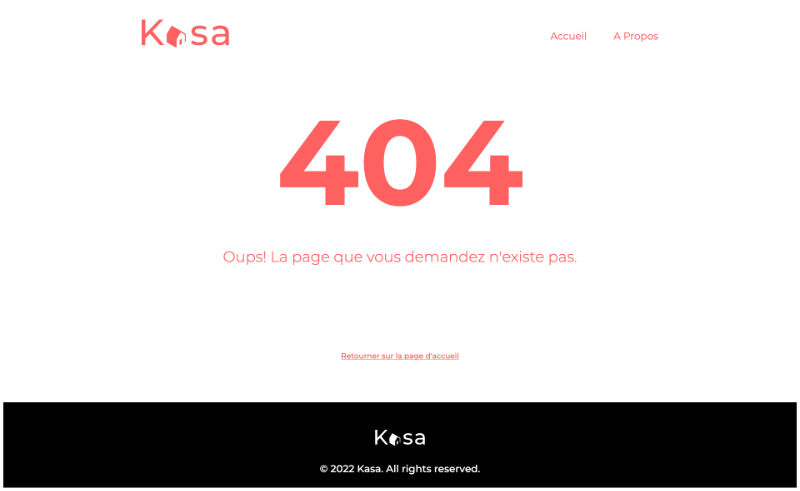 Kasa
Accueil A Propos
404
Oups! La page que vous demandez n'existe pas.
Retourner sur la page d'accueil
Kasa
© 2022 Kasa. All rights reserved.